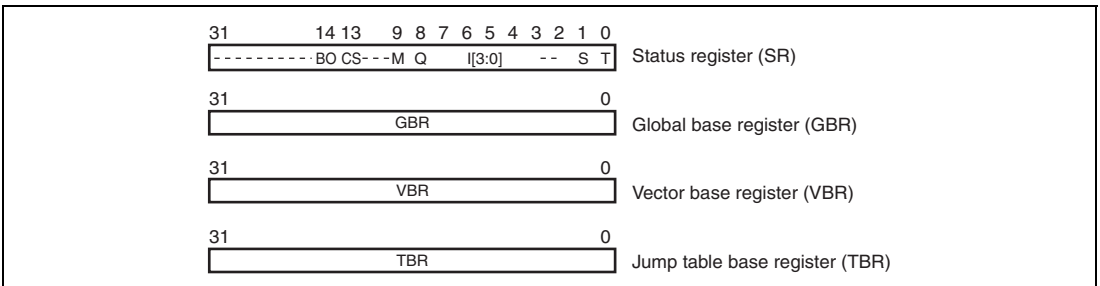 31 14 13 9 8 7 6 5 4 3 2 1 0
- - - - - - - - - - BO CS - - - M Q I[3:0] - - S T Status register (SR)
31 0
GBR Global base register (GBR)
31 0
VBR Vector base register (VBR)
31 0
TBR Jump table base register (TBR)